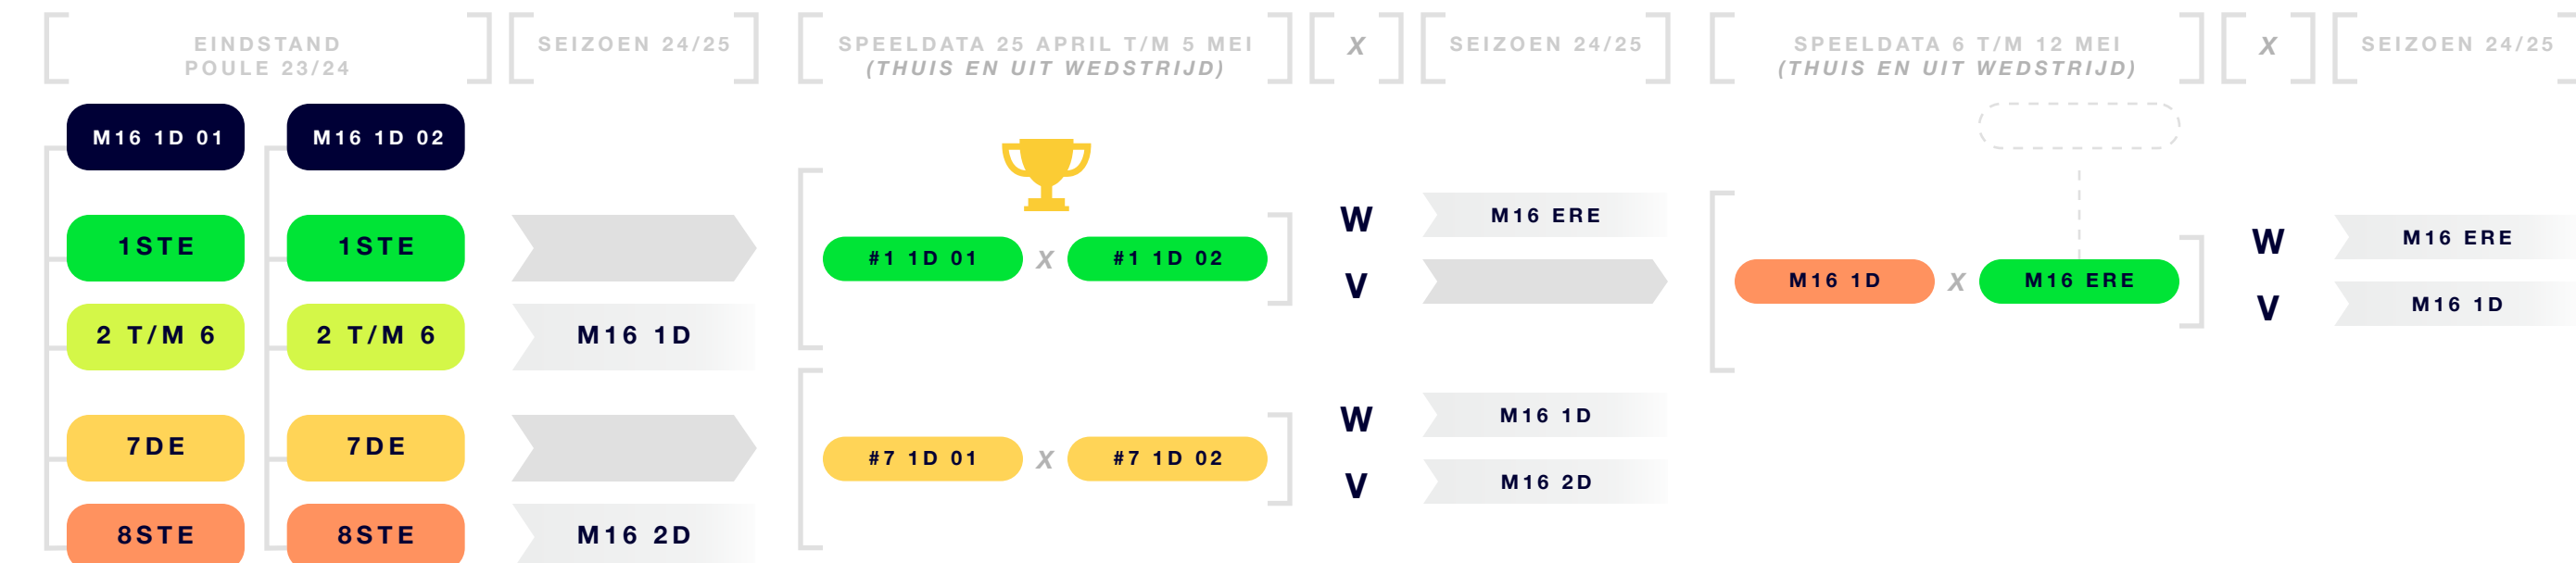 EINDSTAND
POULE 23/24
SEIZOEN 24/25
SPEELDATA 25 APRIL T/M 5 MEI
(THUIS EN UIT WEDSTRIJD)
X
SEIZOEN 24/25
SPEELDATA 6 T/M 12 MEI
(THUIS EN UIT WEDSTRIJD)
X
SEIZOEN 24/25
M16 1D 01
M16 1D 02
1STE
1STE
2 T/M 6
2 T/M 6
M16 1D
7DE
7DE
8STE
8STE
M16 2D
#1 1D 01 X #1 1D 02
W
M16 ERE
V
#7 1D 01 X #7 1D 02
W
M16 1D
V
M16 2D
M16 1D X M16 ERE
W
M16 ERE
V
M16 1D